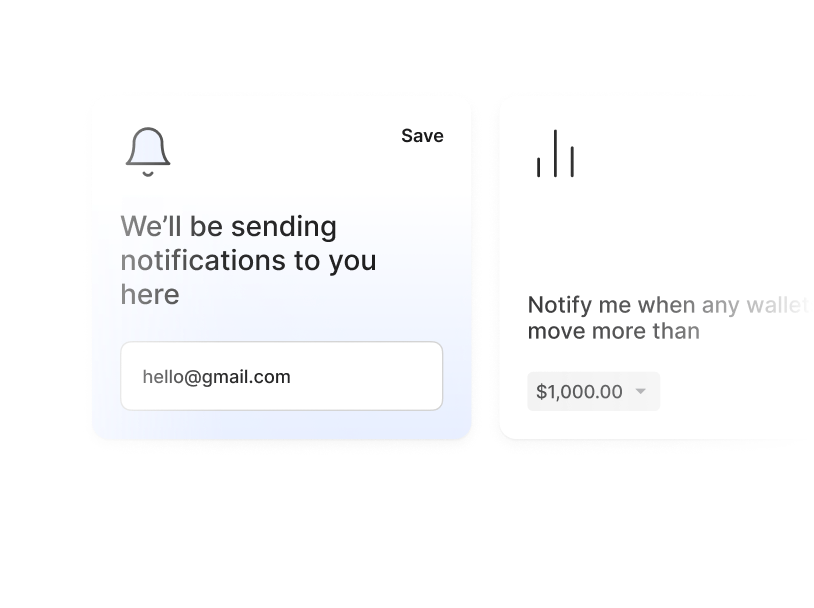 Save
We’ll be sending
notifications to you
here
hello@gmail.com
Notify me when any wallet
move more than
$1,000.00